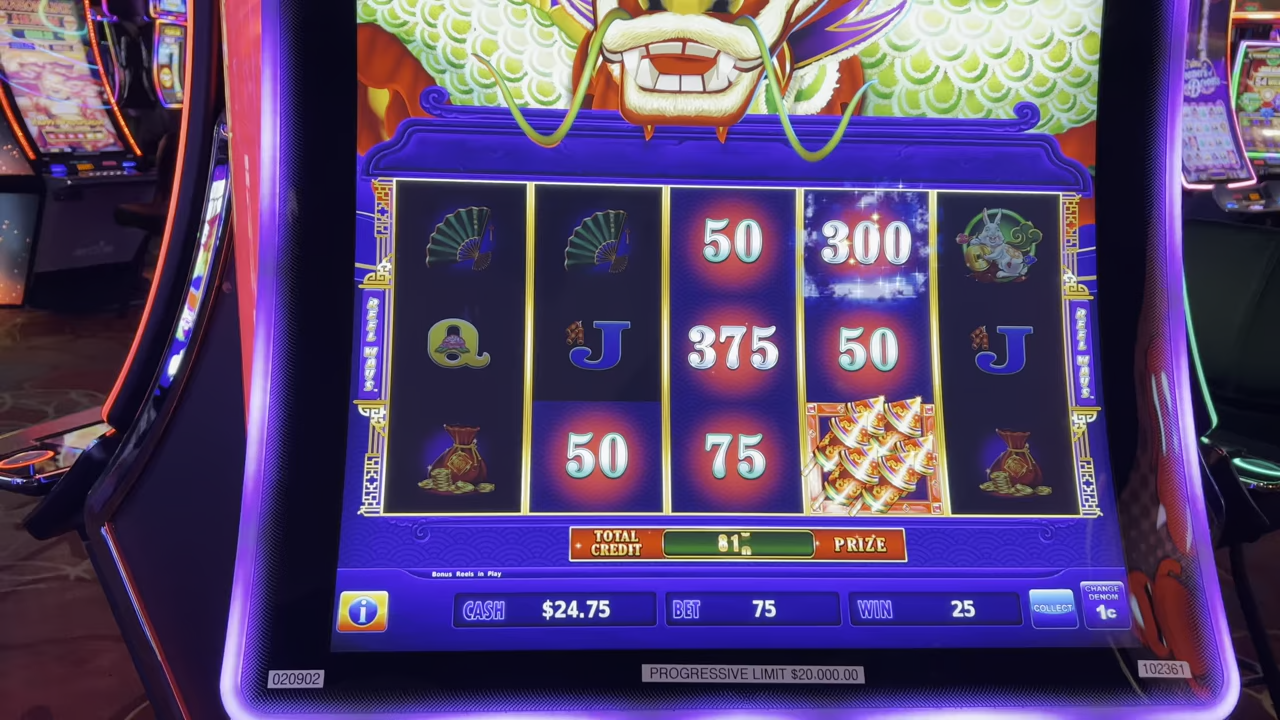 50
300
375
50
Q
J
J
50
75
REEL WAYS
REEL WAYS
TOTAL
CREDIT
PRIZE
Bonus Reels in Play
CASH $24.75
BET 75
WIN 25
COLLECT
CHANGE
DENOM
1¢
020902
PROGRESSIVE LIMIT $20.000.00
102361